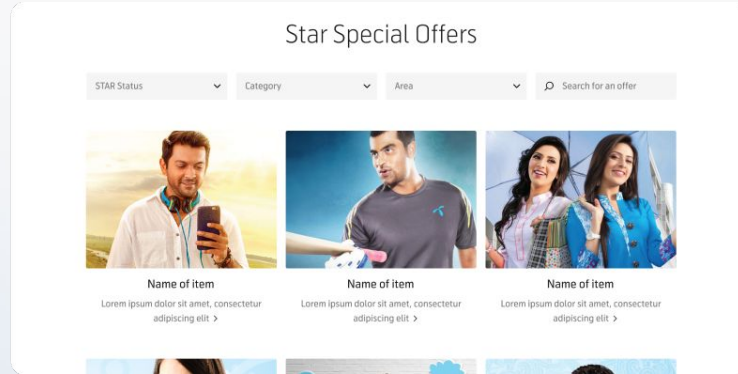 Star Special Offers
STAR Status
Category
Area
Search for an offer
Name of item
Lorem ipsum dolor sit amet, consectetur
adipiscing elit >
Name of item
Lorem ipsum dolor sit amet, consectetur
adipiscing elit >
Name of item
Lorem ipsum dolor sit amet, consectetur
adipiscing elit >